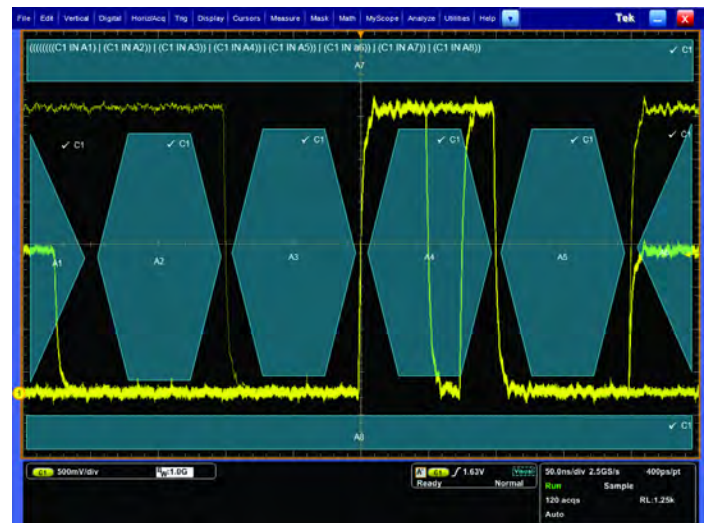 File Edit Vertical Digital Horiz/Acq Trig Display Cursors Measure Mask Math MyScope Analyze Utilities Help Tek
((((((((C1 IN A1) | (C1 IN A2)) | (C1 IN A3)) | (C1 IN A4)) | (C1 IN A5)) | (C1 IN a6)) | (C1 IN A7)) | (C1 IN A8)) ✓ C1
A7
✓ C1 ✓ C1 ✓ C1 ✓ C1 ✓ C1 ✓ C1
A1 A2 A3 A4 A5
✓ C1
A8
C1 500mV/div BW:1.0G
A' C1 1.63V Visual
Ready Normal
50.0ns/div 2.5GS/s 400ps/pt
Run Sample
120 acqs RL:1.25k
Auto